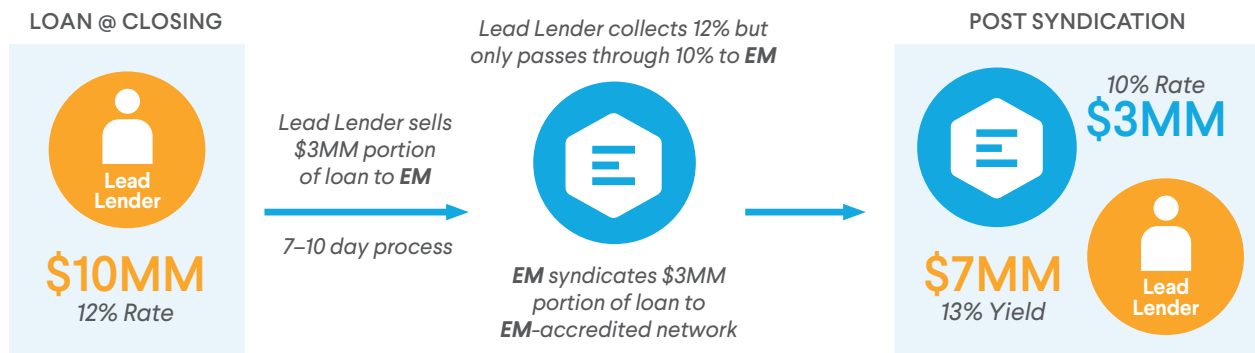 LOAN @ CLOSING
Lead
Lender
$10MM
12% Rate
Lead Lender sells
$3MM portion
of loan to EM
7–10 day process
Lead Lender collects 12% but
only passes through 10% to EM
EM syndicates $3MM
portion of loan to
EM-accredited network
POST SYNDICATION
10% Rate
$3MM
$7MM
13% Yield
Lead
Lender